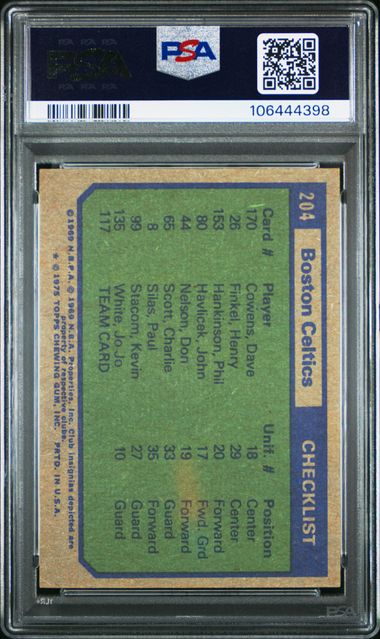 PSA
106444398
204 Boston Celtics CHECKLIST
Card # Player Unif. # Position
170 Cowens, Dave 18 Center
26 Finkel, Henry 29 Center
153 Hankinson, Phil 20 Forward
80 Havlicek, John 17 Fwd, Grd
44 Nelson, Don 19 Forward
65 Scott, Charlie 33 Guard
8 Silas, Paul 35 Forward
99 Stacom, Kevin 27 Guard
135 White, Jo Jo 10 Guard
117 TEAM CARD
© 1969 N.B.P.A. © 1969 N.B.A. Properties, Inc. Club insignias depicted are
property of respective clubs.
★ © 1975 TOPPS CHEWING GUM, INC. PRTD. IN U.S.A.